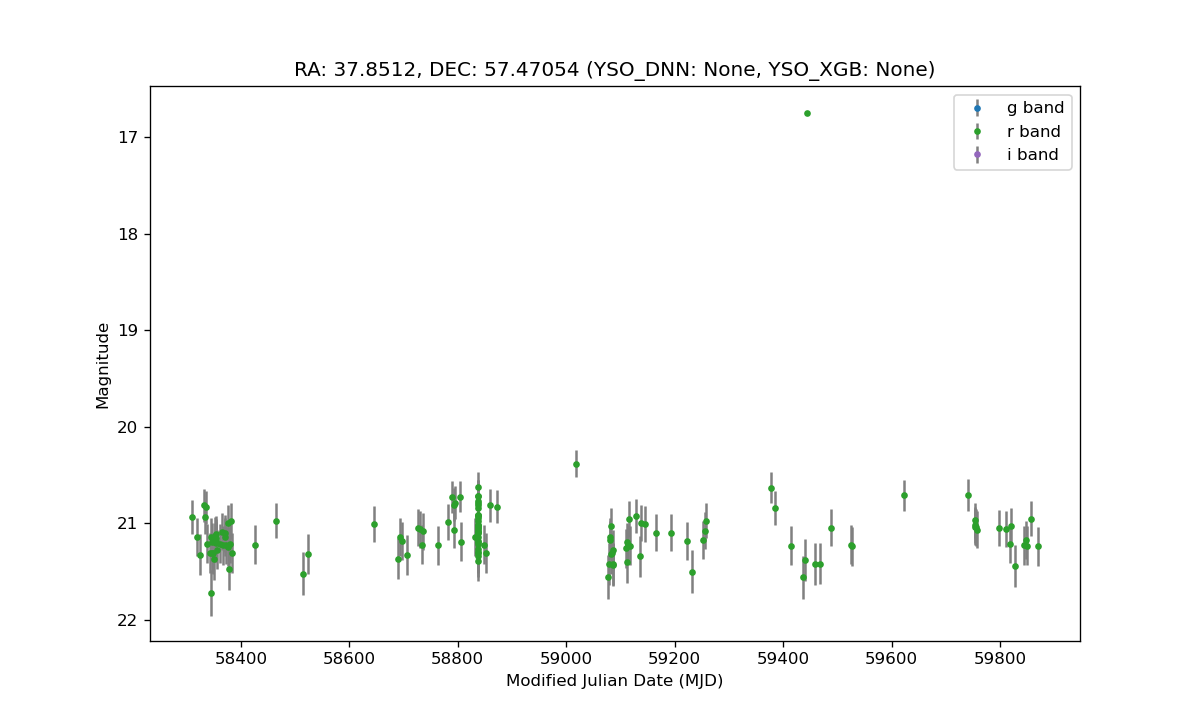 RA: 37.8512, DEC: 57.47054 (YSO_DNN: None, YSO_XGB: None)
g band
r band
i band
17
18
19
20
21
22
Magnitude
58400
58600
58800
59000
59200
59400
59600
59800
Modified Julian Date (MJD)